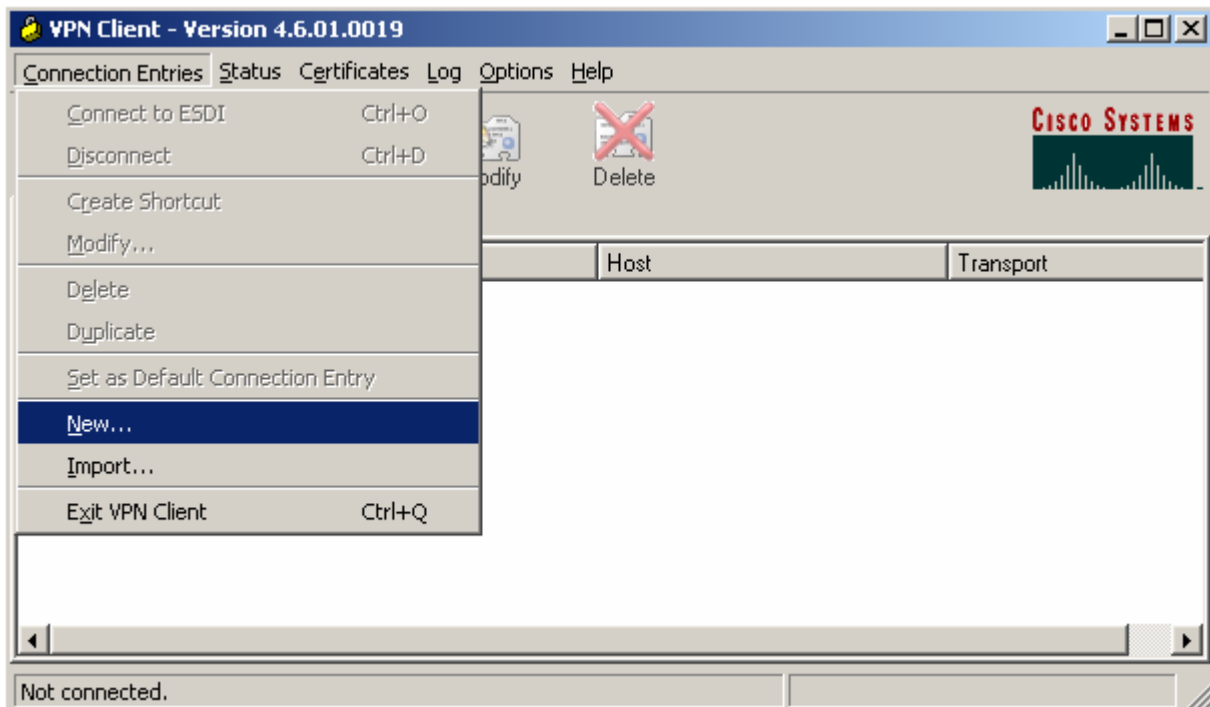 VPN Client - Version 4.6.01.0019
Connection Entries Status Certificates Log Options Help
Connect to ESDI Ctrl+O
Disconnect Ctrl+D
Create Shortcut
Modify...
Delete
Duplicate
Set as Default Connection Entry
New...
Import...
Exit VPN Client Ctrl+Q
odify Delete
CISCO SYSTEMS
Host Transport
Not connected.